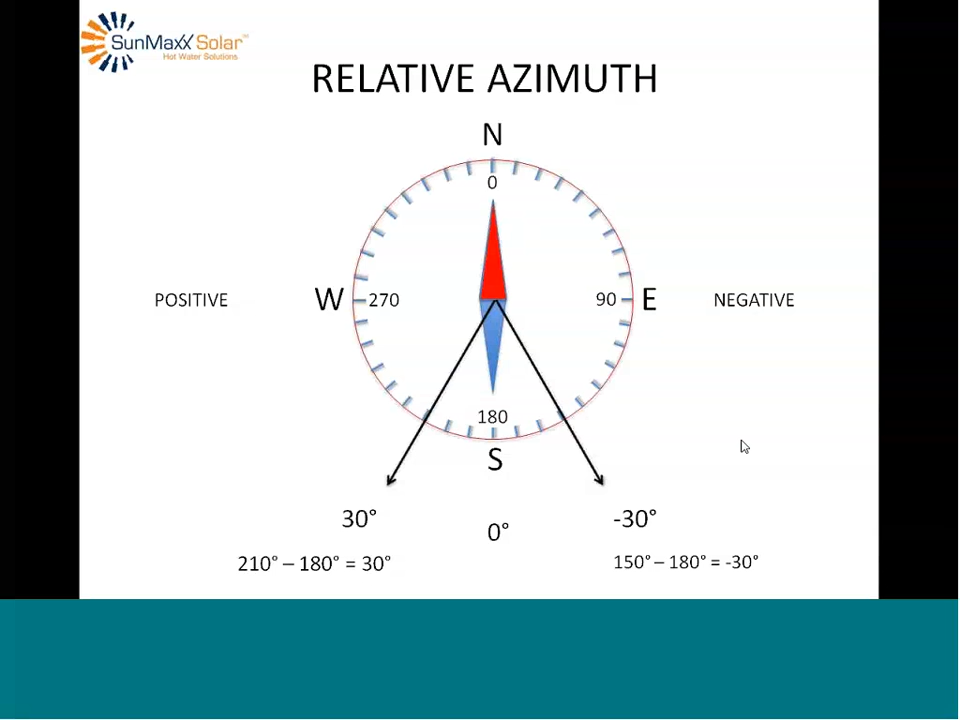 SunMaxx Solar™
Hot Water Solutions
RELATIVE AZIMUTH
N
0
POSITIVE
W
270
90
E
NEGATIVE
180
S
30°
0°
-30°
210° – 180° = 30°
150° – 180° = -30°